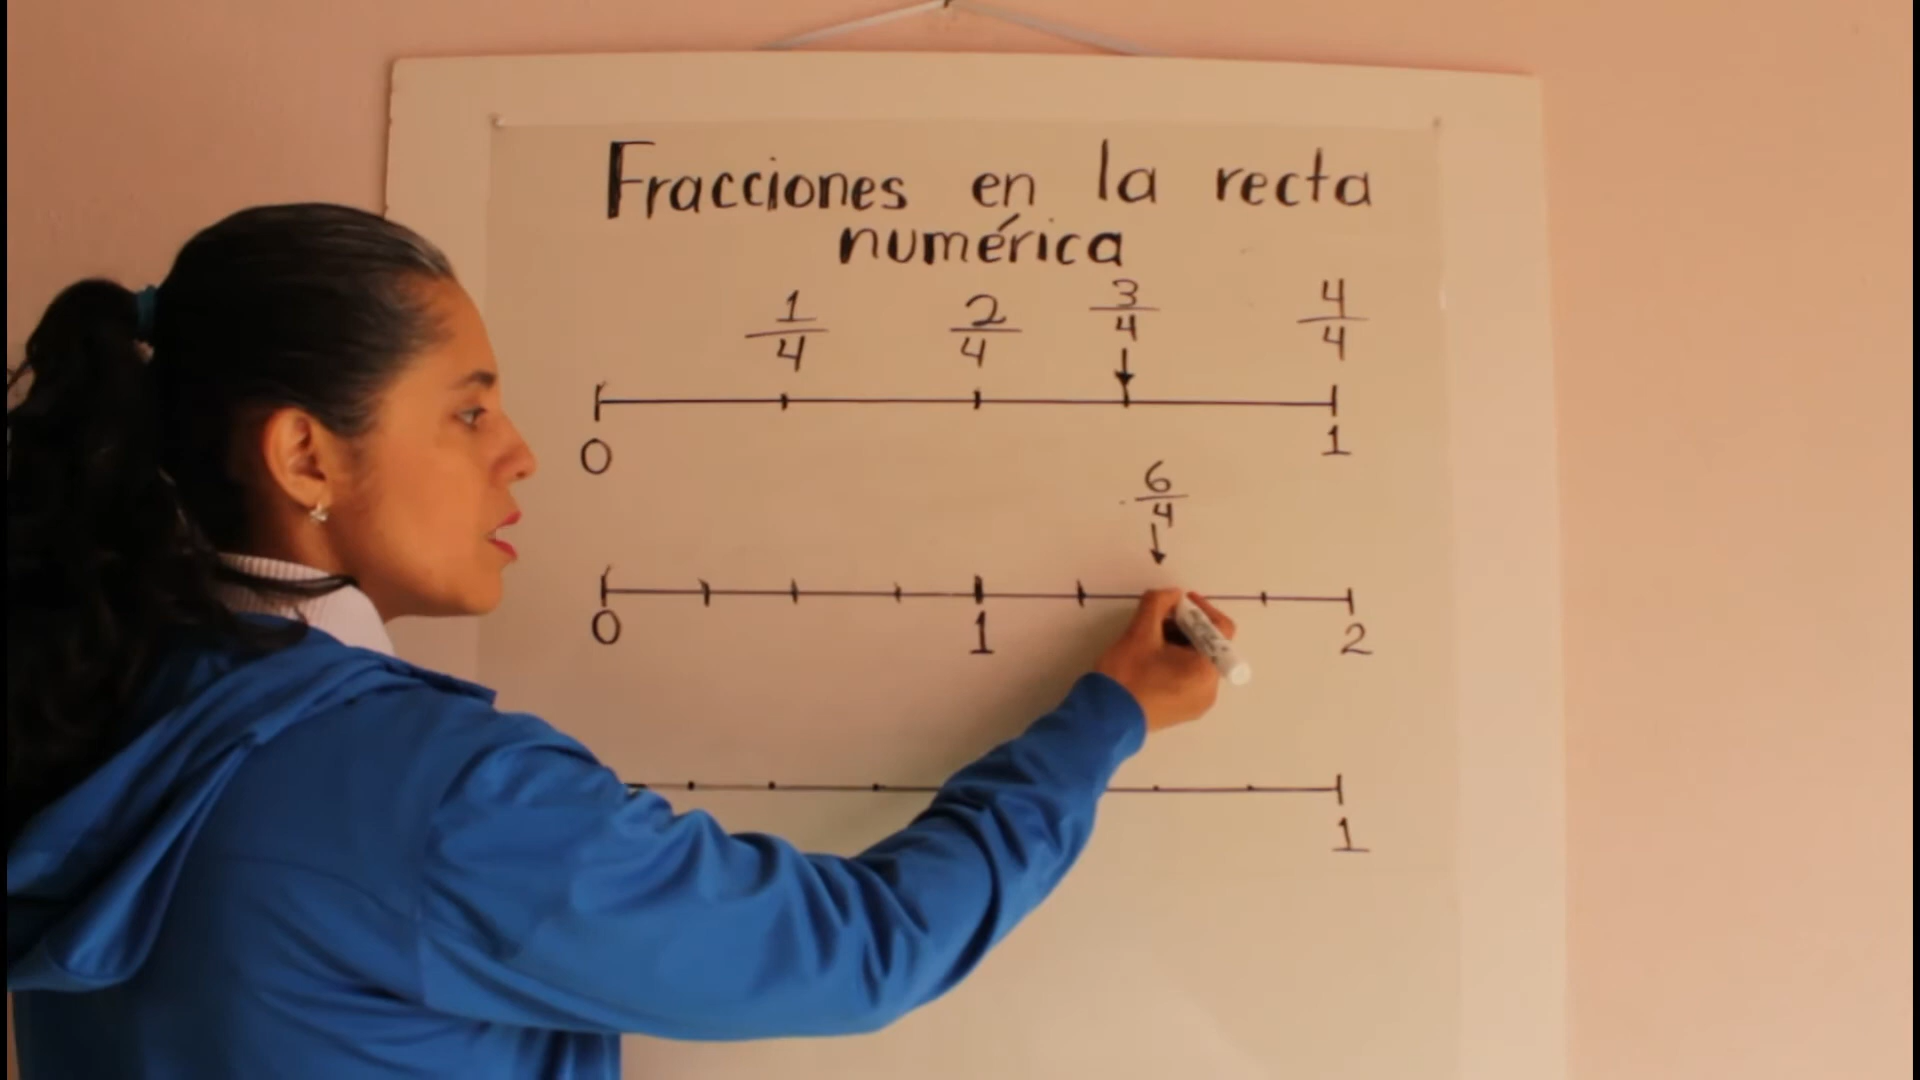 Fracciones en la recta
numérica
1/4 2/4 3/4 4/4
0 1
6/4
0 1 2
1